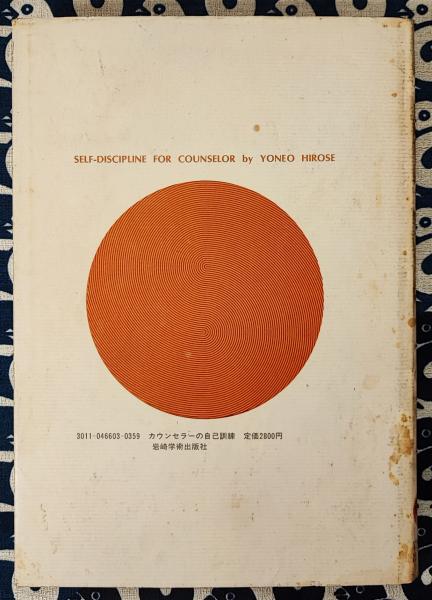 SELF-DISCIPLINE FOR COUNSELOR by YONEO HIROSE
3011-046603-0359 カウンセラーの自己訓練 定価2800円
岩崎学術出版社